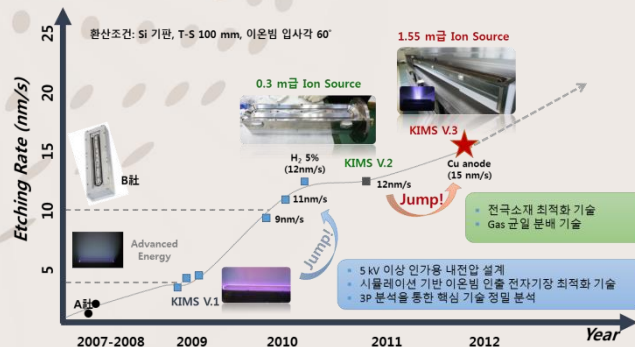 환산조건: Si 기판, T-S 100 mm, 이온빔 입사각 60˚
1.55 m급 Ion Source
0.3 m급 Ion Source
Etching Rate (nm/s)
25
20
15
10
5
B社
Advanced
Energy
A社
KIMS V.1
9nm/s
11nm/s
H₂ 5%
(12nm/s)
KIMS V.2
12nm/s
KIMS V.3
Cu anode
(15 nm/s)
Jump!
Jump!
• 전극소재 최적화 기술
• Gas 균일 분배 기술
• 5 kV 이상 인가용 내전압 설계
• 시뮬레이션 기반 이온빔 인출 전자기장 최적화 기술
• 3P 분석을 통한 핵심 기술 정밀 분석
2007-2008
2009
2010
2011
2012
Year